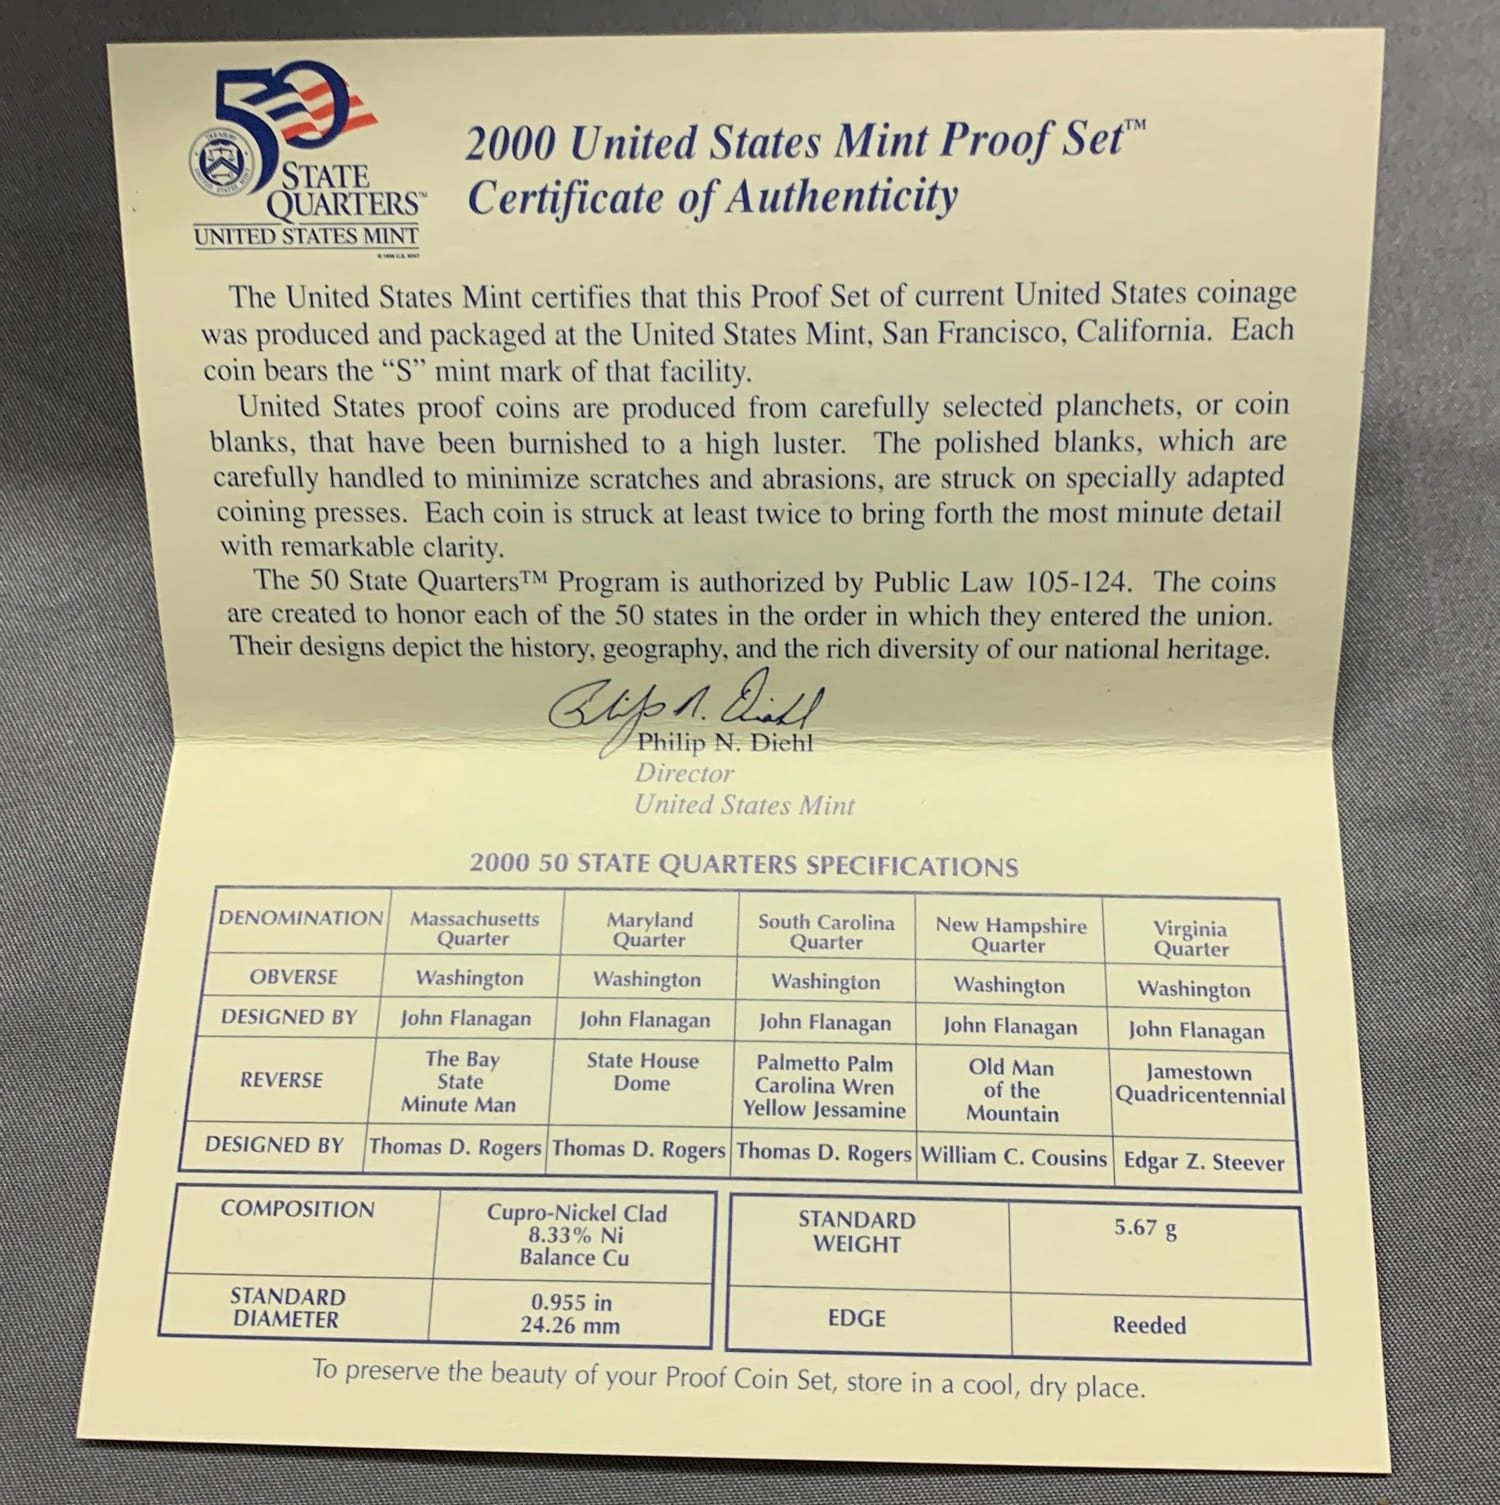 50
STATE
QUARTERS™
UNITED STATES MINT
2000 United States Mint Proof Set™
Certificate of Authenticity
The United States Mint certifies that this Proof Set of current United States coinage
was produced and packaged at the United States Mint, San Francisco, California. Each
coin bears the “S” mint mark of that facility.
United States proof coins are produced from carefully selected planchets, or coin
blanks, that have been burnished to a high luster. The polished blanks, which are
carefully handled to minimize scratches and abrasions, are struck on specially adapted
coining presses. Each coin is struck at least twice to bring forth the most minute detail
with remarkable clarity.
The 50 State Quarters™ Program is authorized by Public Law 105-124. The coins
are created to honor each of the 50 states in the order in which they entered the union.
Their designs depict the history, geography, and the rich diversity of our national heritage.
Philip N. Diehl
Philip N. Diehl
Director
United States Mint
2000 50 STATE QUARTERS SPECIFICATIONS
DENOMINATION Massachusetts Quarter Maryland Quarter South Carolina Quarter New Hampshire Quarter Virginia Quarter
OBVERSE Washington Washington Washington Washington Washington
DESIGNED BY John Flanagan John Flanagan John Flanagan John Flanagan John Flanagan
REVERSE The Bay State Minute Man State House Dome Palmetto Palm Carolina Wren Yellow Jessamine Old Man of the Mountain Jamestown Quadricentennial
DESIGNED BY Thomas D. Rogers Thomas D. Rogers Thomas D. Rogers William C. Cousins Edgar Z. Steever
COMPOSITION Cupro-Nickel Clad
8.33% Ni
Balance Cu
STANDARD DIAMETER 0.955 in
24.26 mm
STANDARD WEIGHT 5.67 g
EDGE Reeded
To preserve the beauty of your Proof Coin Set, store in a cool, dry place.